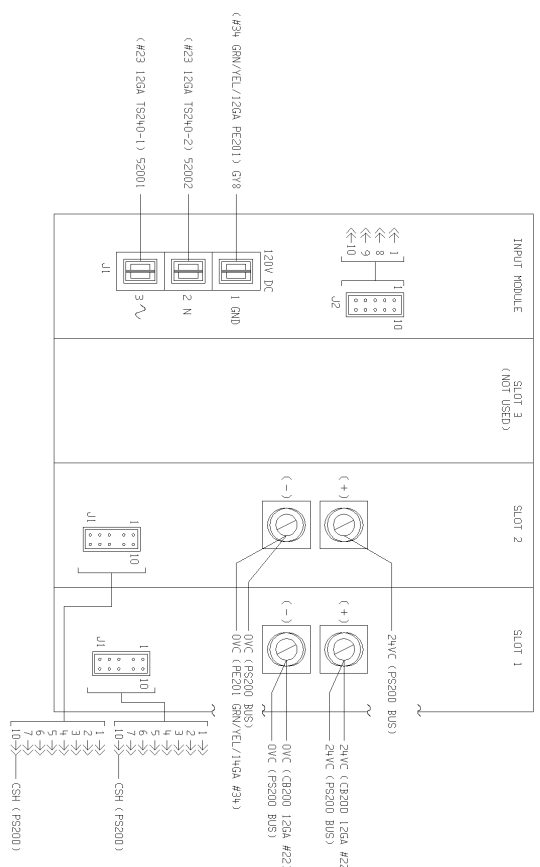 INPUT MODULE
1
8
9
10
1
10
J2
120V DC
1 GND
2 N
3
J1
(#34 GRN/YEL/12GA PE201) GY8
(#23 12GA TS240-2) 52002
(#23 12GA TS240-1) 52001
SLOT 3
(NOT USED)
SLOT 2
(+)
(-)
1
10
J1
24VC (PS200 BUS)
0VC (PS200 BUS)
0VC (PE201 GRN/YEL/14GA #34)
SLOT 1
(+)
(-)
1
10
J1
24VC (CB200 12GA
24VC (PS200 BUS)
0VC (CB200 12GA
0VC (PS200 BUS)
1
2
3
4
5
6
7
10
CSH (PS200)
1
2
3
4
5
6
7
10
CSH (PS200)